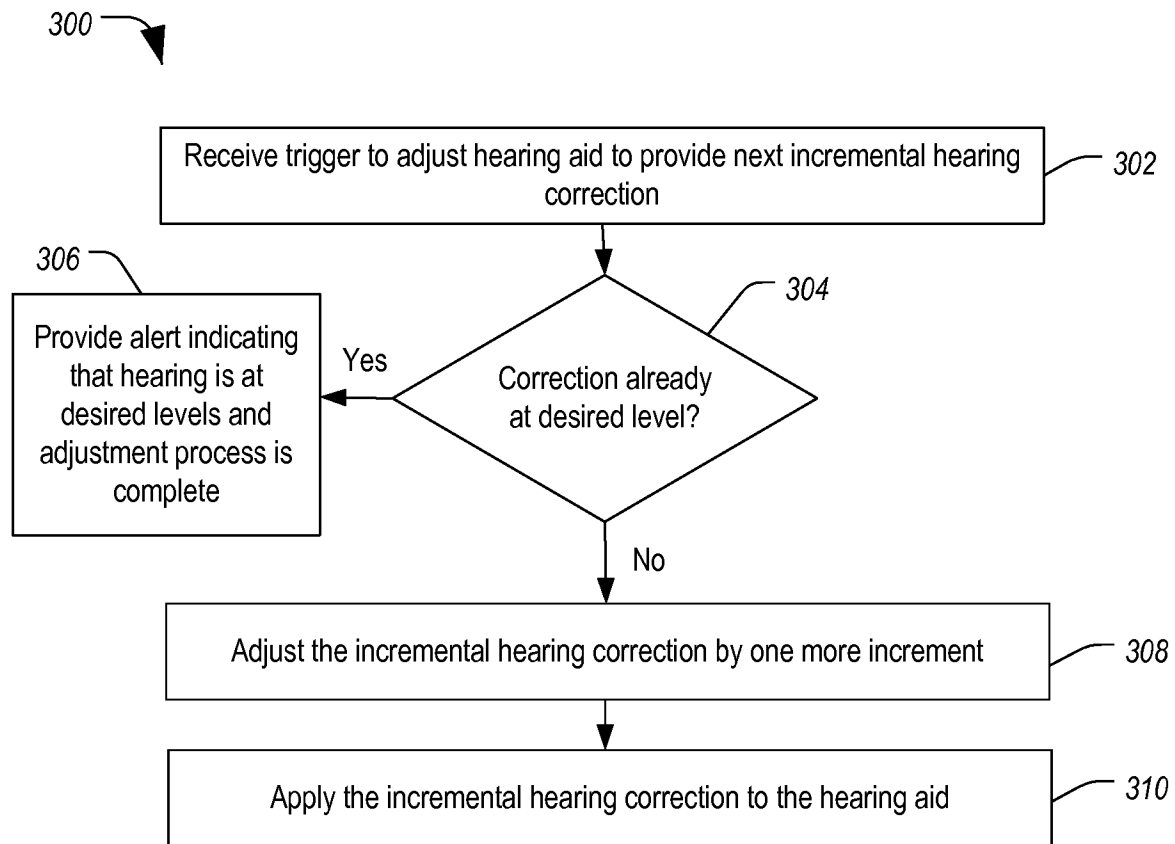 300
Receive trigger to adjust hearing aid to provide next incremental hearing
correction
302
304
Correction already
at desired level?
Yes
306
Provide alert indicating
that hearing is at
desired levels and
adjustment process is
complete
No
Adjust the incremental hearing correction by one more increment
308
Apply the incremental hearing correction to the hearing aid
310